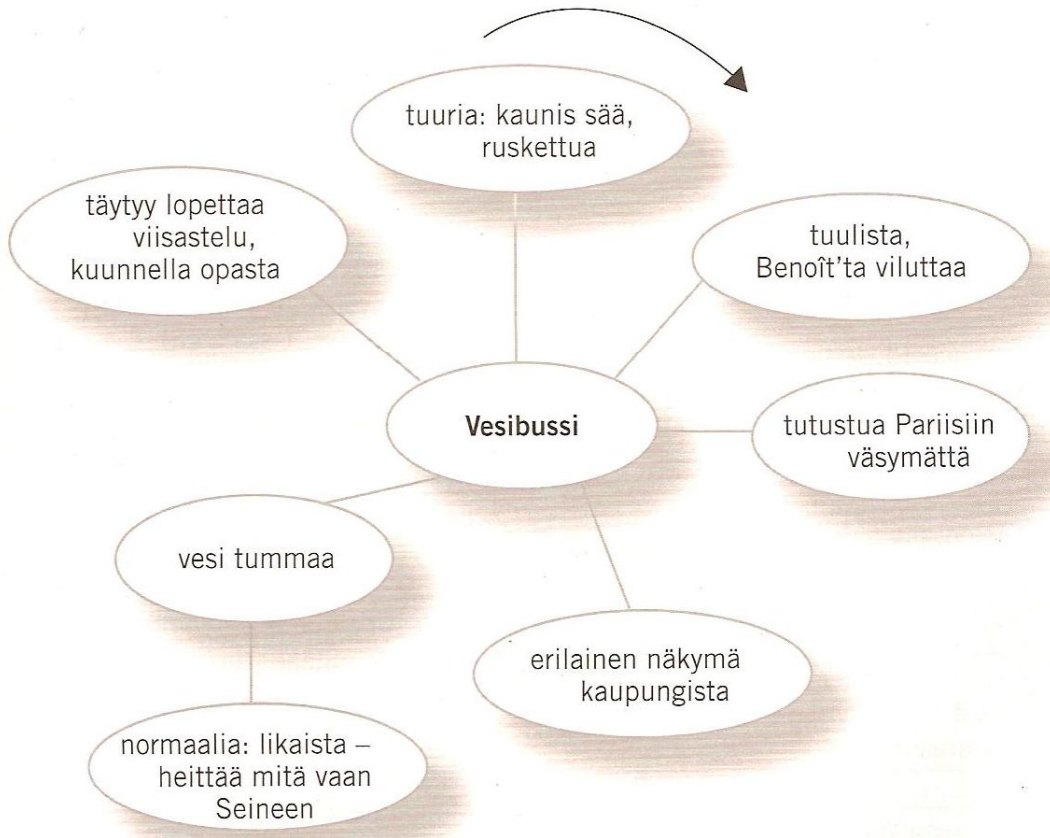 tuuria: kaunis sää,
ruskettua
täytyy lopettaa
viisastelu,
kuunnella opasta
tuulista,
Benoît'ta viluttaa
Vesibussi
tutustua Pariisiin
väsymättä
vesi tummaa
erilainen näkymä
kaupungista
normaalia: likaista –
heittää mitä vaan
Seineen